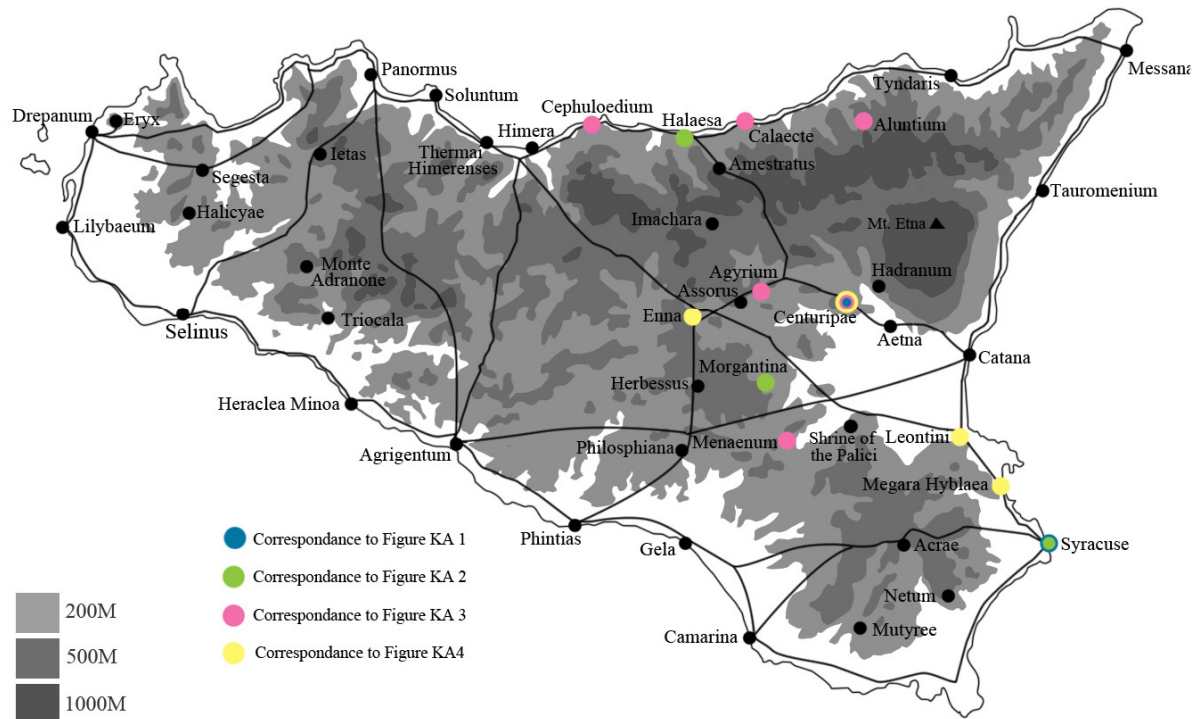 Panormus
Messana
Tyndaris
Soluntum
Cephuloedium
Drepanum
Eryx
Halaesa
Calaecte
Aluntium
Himera
Thermai
Himerenses
Ietas
Segesta
Amestratus
Tauromenium
Halicyae
Lilybaeum
Imachara
Mt. Etna
Monte
Adranone
Agyrium
Hadranum
Assorus
Enna
Centuripae
Triocala
Selinus
Aetna
Catana
Morgantina
Herbessus
Heraclea Minoa
Agrigentum
Philosphiana
Menaenum
Shrine of
the Palici
Leontini
Megara Hyblaea
Phintias
Gela
Acrae
Syracuse
Netum
Camarina
Mutyree
Correspondance to Figure KA 1
Correspondance to Figure KA 2
Correspondance to Figure KA 3
Correspondance to Figure KA4
200M
500M
1000M